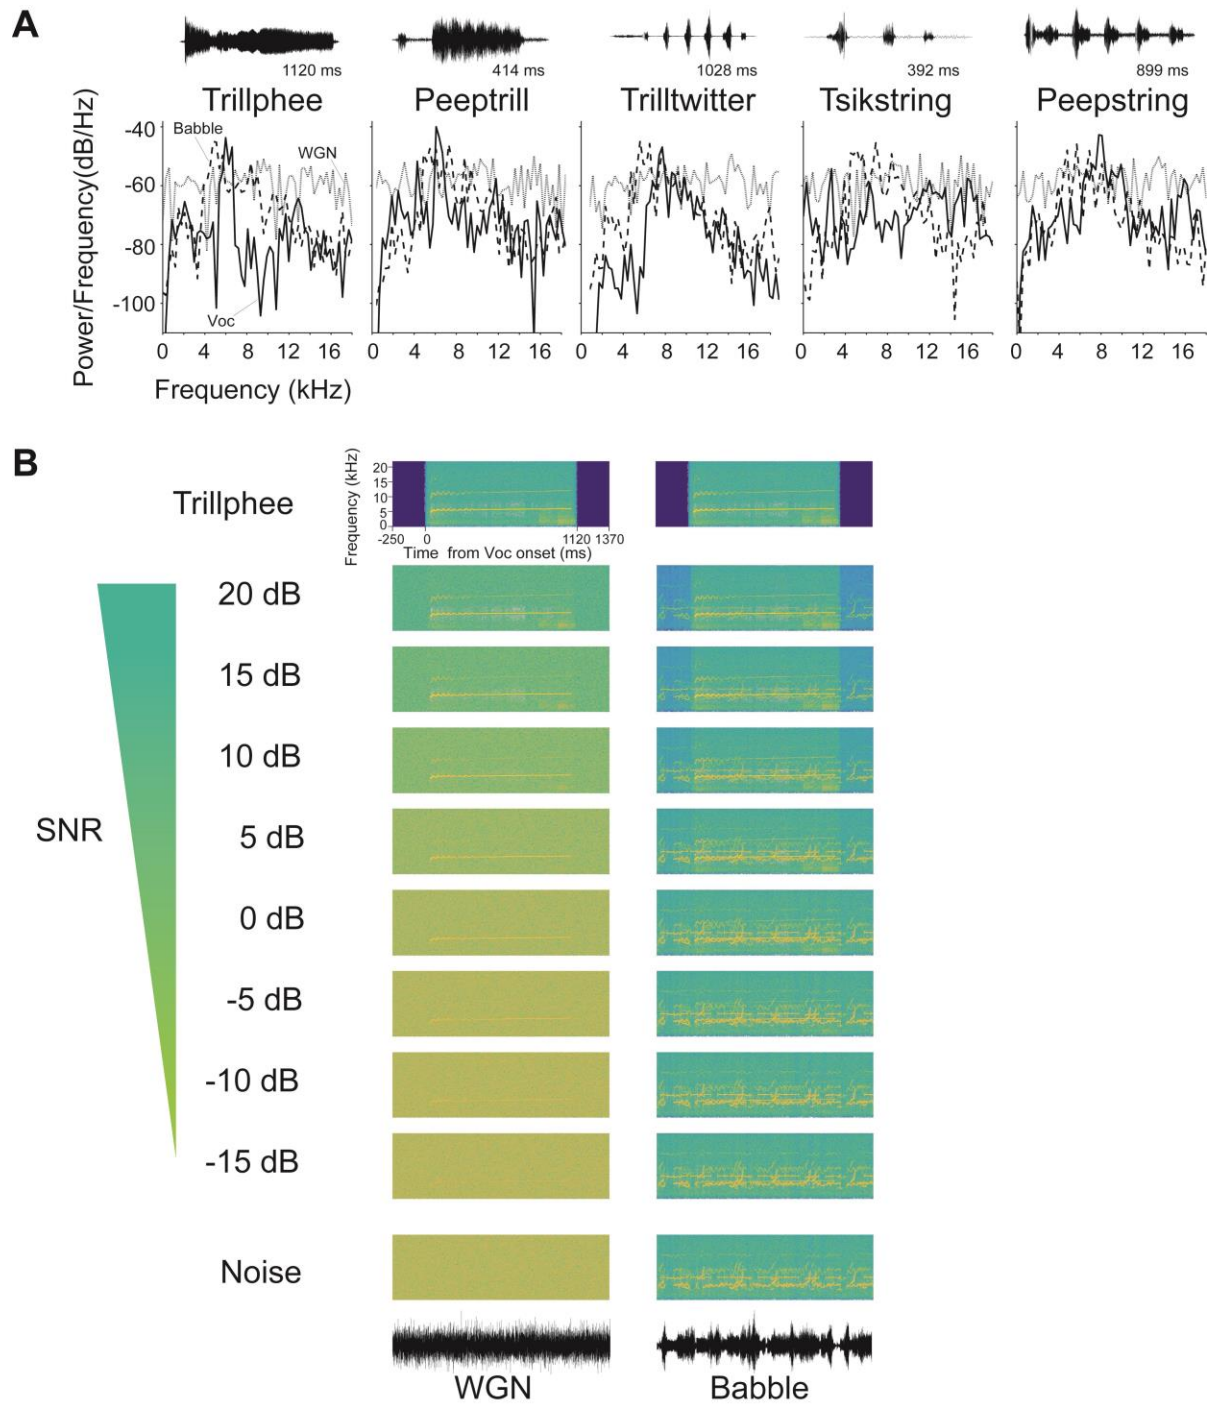 A
1120 ms
414 ms
1028 ms
392 ms
899 ms
Trillphee
Peeptrill
Trilltwitter
Tsikstring
Peepstring
Power/Frequency(dB/Hz)
-40
-60
-80
-100
Babble
WGN
Voc
0 4 8 12 16
0 4 8 12 16
0 4 8 12 16
0 4 8 12 16
0 4 8 12 16
Frequency (kHz)
B
Trillphee
Frequency (kHz)
20
15
10
5
0
-250 0 1120 1370
Time from Voc onset (ms)
SNR
20 dB
15 dB
10 dB
5 dB
0 dB
-5 dB
-10 dB
-15 dB
Noise
WGN
Babble